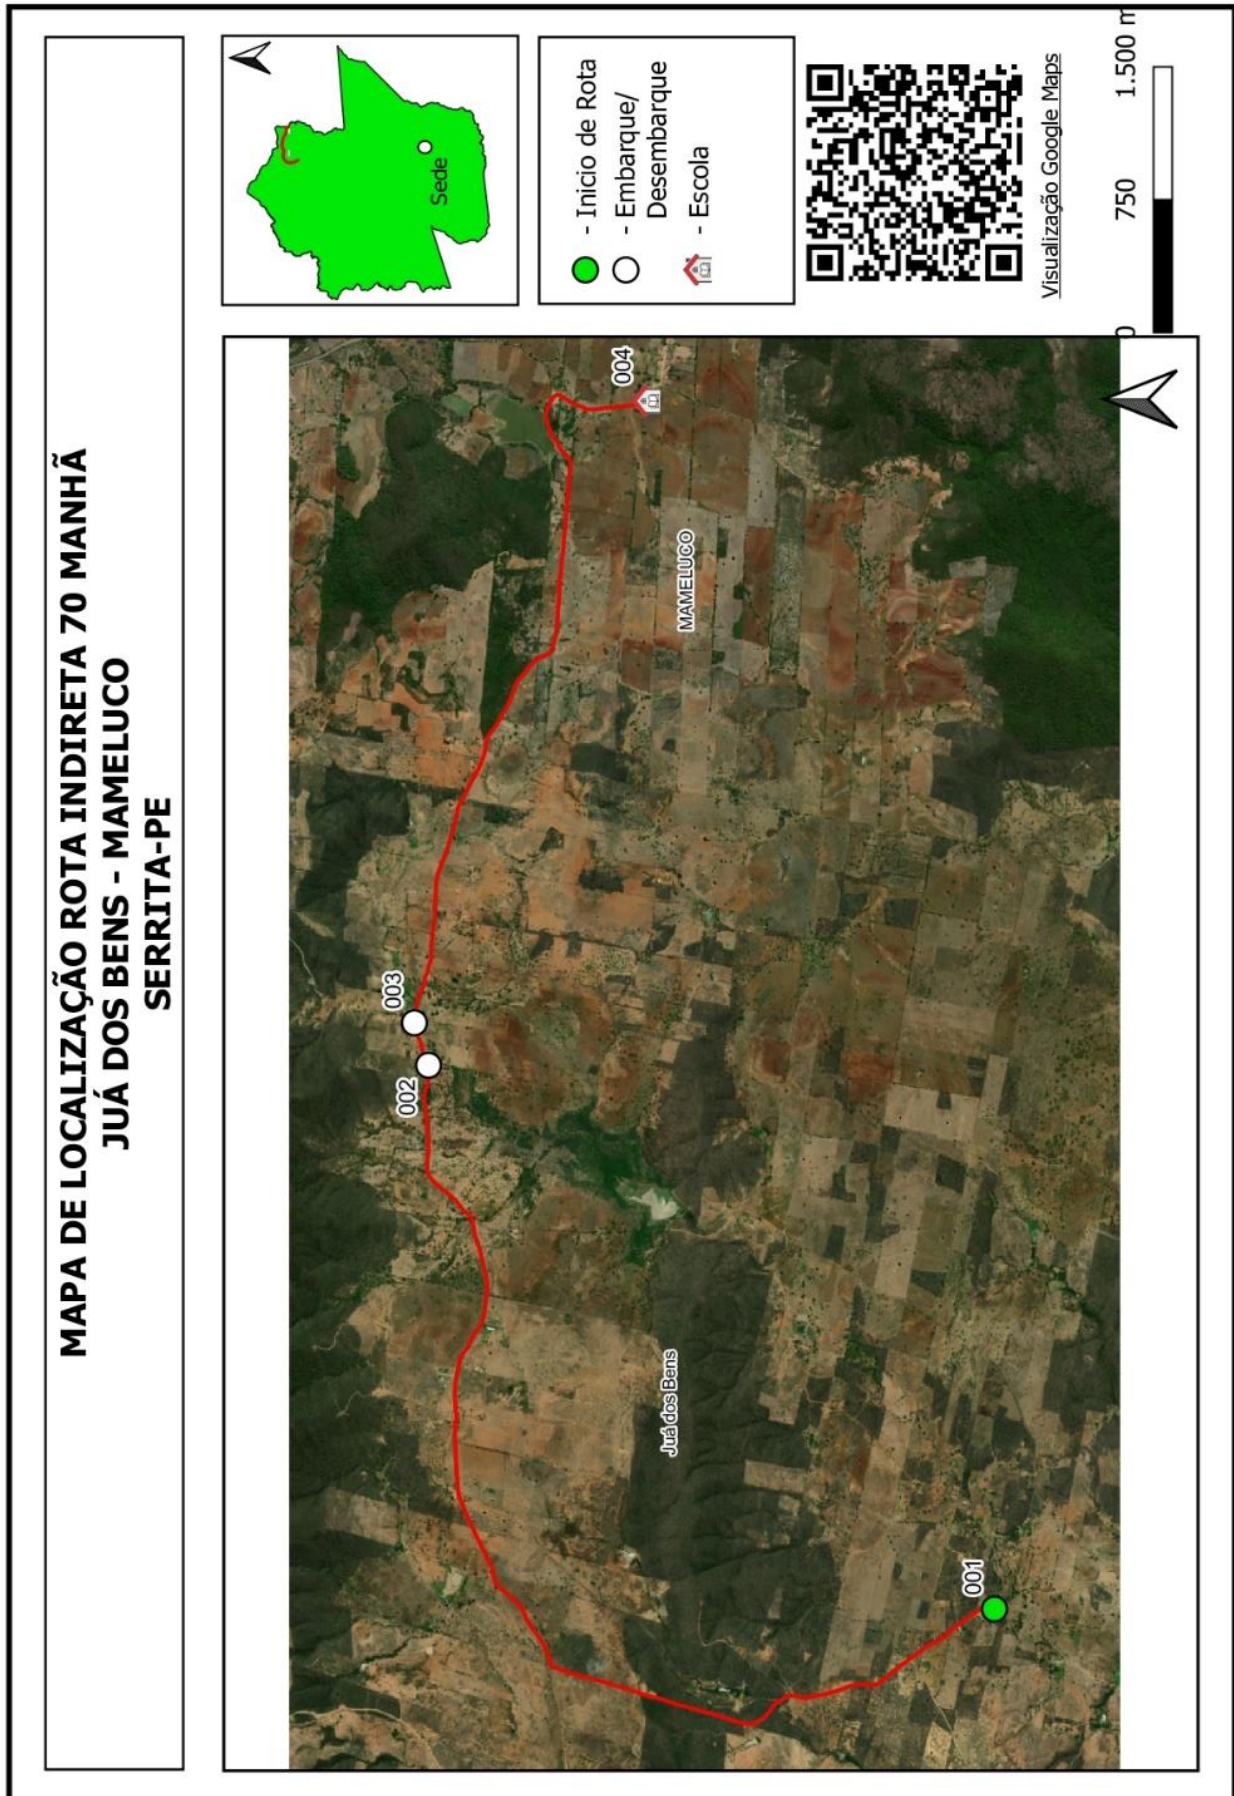 MAPA DE LOCALIZAÇÃO ROTA INDIRETA 70 MANHÃ
JUÁ DOS BENS - MAMELUCO
SERRITA-PE
Sede
- Inicio de Rota
- Embarque/
Desembarque
- Escola
Visualização Google Maps
0
750
1.500 m
001
002
003
004
Juá dos Bens
MAMELUCO